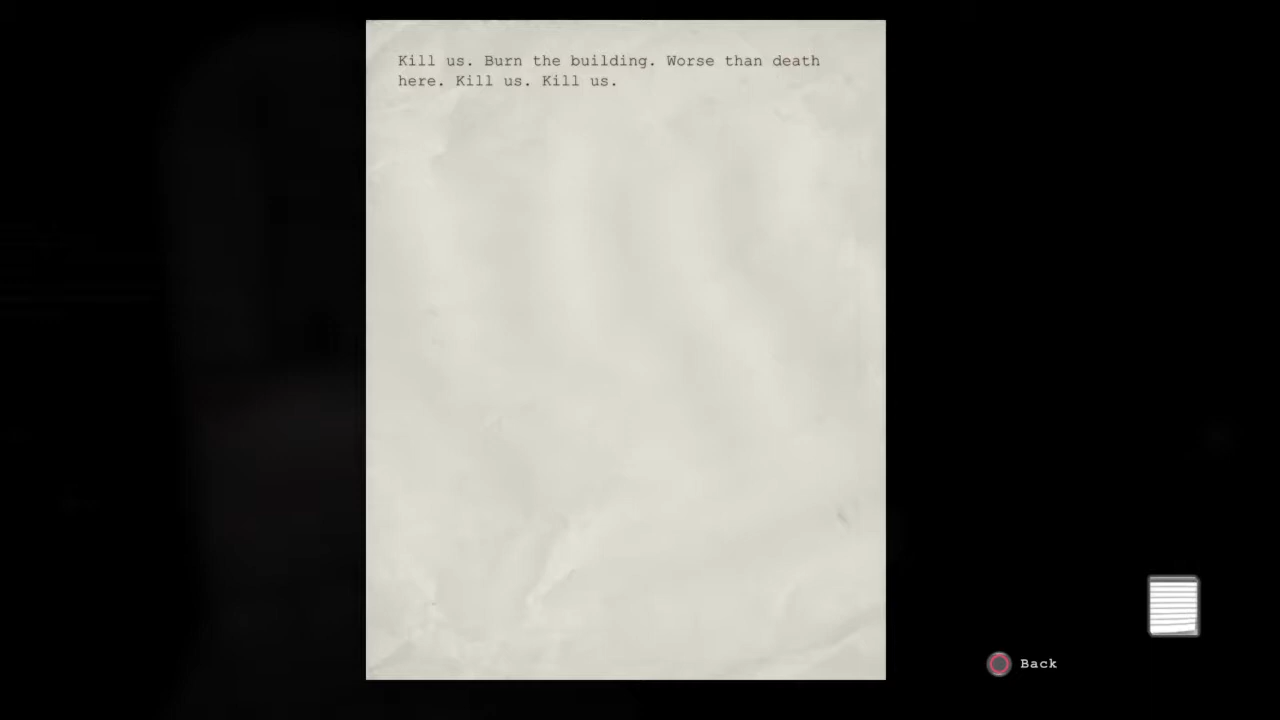 Kill us. Burn the building. Worse than death
here. Kill us. Kill us.
Back